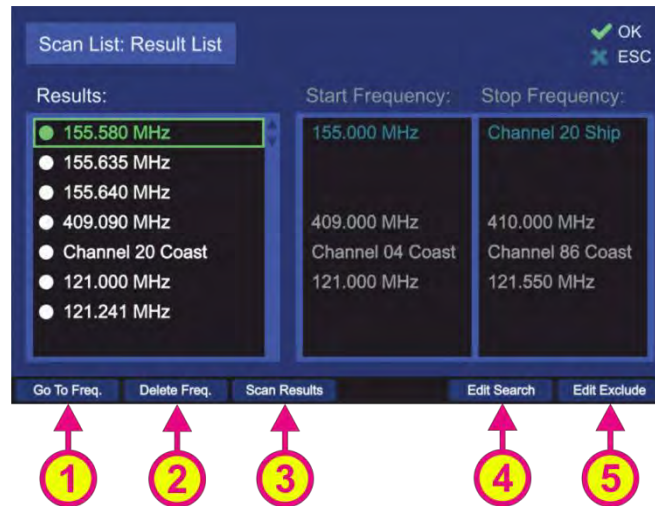 Scan List: Result List
OK
ESC
Results:
Start Frequency:
Stop Frequency:
155.580 MHz
155.000 MHz
Channel 20 Ship
155.635 MHz
155.640 MHz
409.090 MHz
409.000 MHz
410.000 MHz
Channel 20 Coast
Channel 04 Coast
Channel 86 Coast
121.000 MHz
121.000 MHz
121.550 MHz
121.241 MHz
Go To Freq.
Delete Freq.
Scan Results
Edit Search
Edit Exclude
1
2
3
4
5